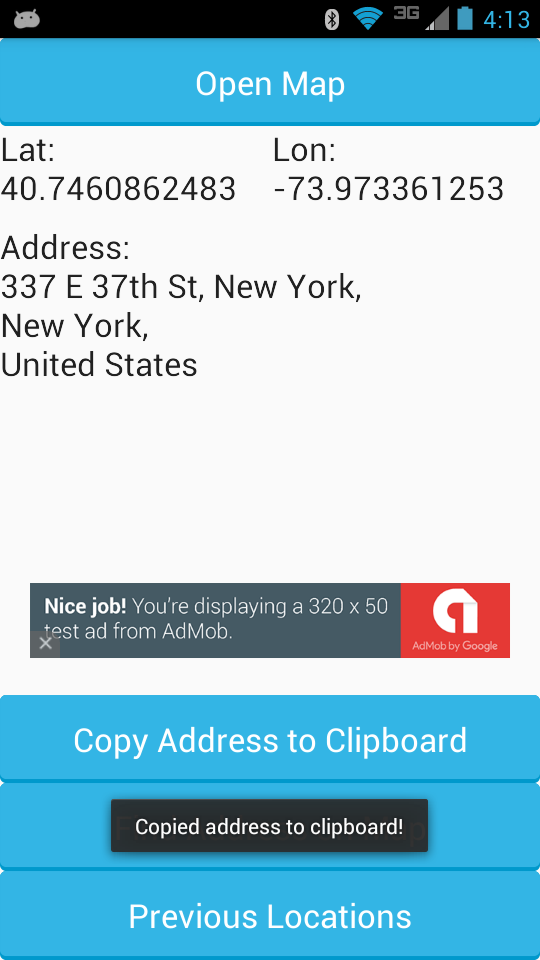 3G 4:13
Open Map
Lat: Lon:
40.7460862483 -73.973361253
Address:
337 E 37th St, New York,
New York,
United States
Nice job! You're displaying a 320 x 50
test ad from AdMob.
AdMob by Google
Copy Address to Clipboard
Copied address to clipboard!
Previous Locations